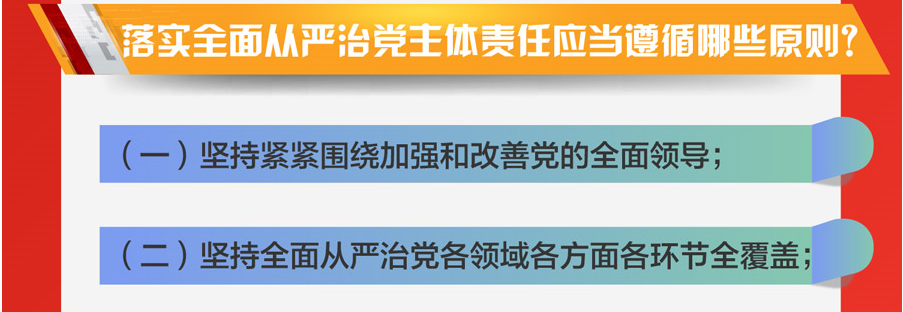 落实全面从严治党主体责任应当遵循哪些原则?
（一）坚持紧紧围绕加强和改善党的全面领导；
（二）坚持全面从严治党各领域各方面各环节全覆盖；